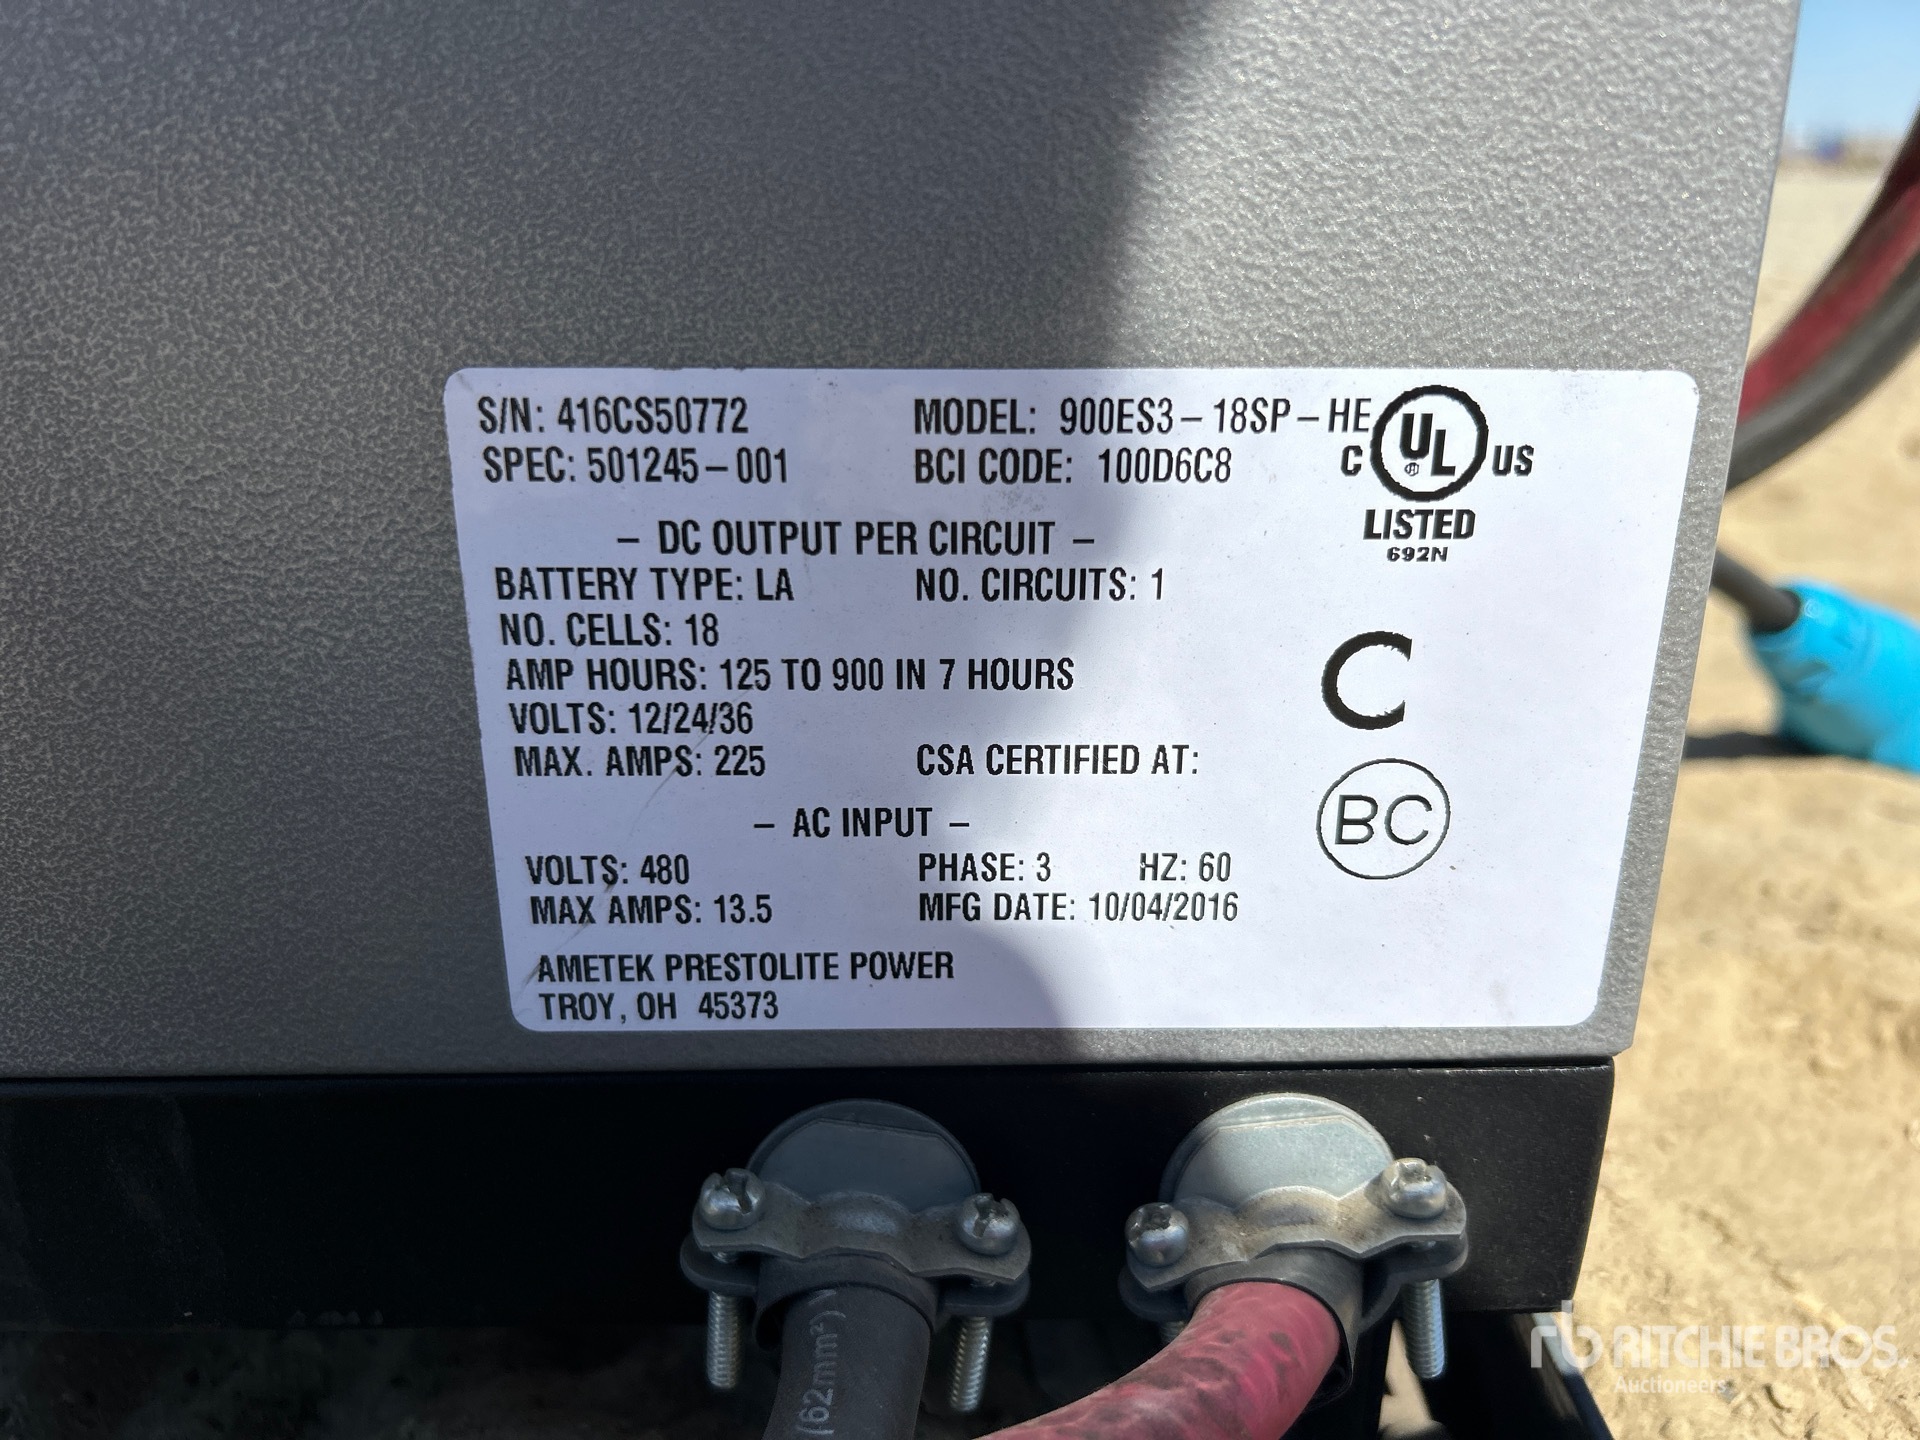 S/N: 416CS50772 MODEL: 900ES3-18SP-HE
SPEC: 501245-001 BCI CODE: 100D6C8
C UL US
LISTED
692N
- DC OUTPUT PER CIRCUIT -
BATTERY TYPE: LA NO. CIRCUITS: 1
NO. CELLS: 18
AMP HOURS: 125 TO 900 IN 7 HOURS
C
VOLTS: 12/24/36
MAX. AMPS: 225 CSA CERTIFIED AT:
BC
- AC INPUT -
VOLTS: 480 PHASE: 3 HZ: 60
MAX AMPS: 13.5 MFG DATE: 10/04/2016
AMETEK PRESTOLITE POWER
TROY, OH 45373
(62mm²)
rb RITCHIE BROS.
Auctioneers